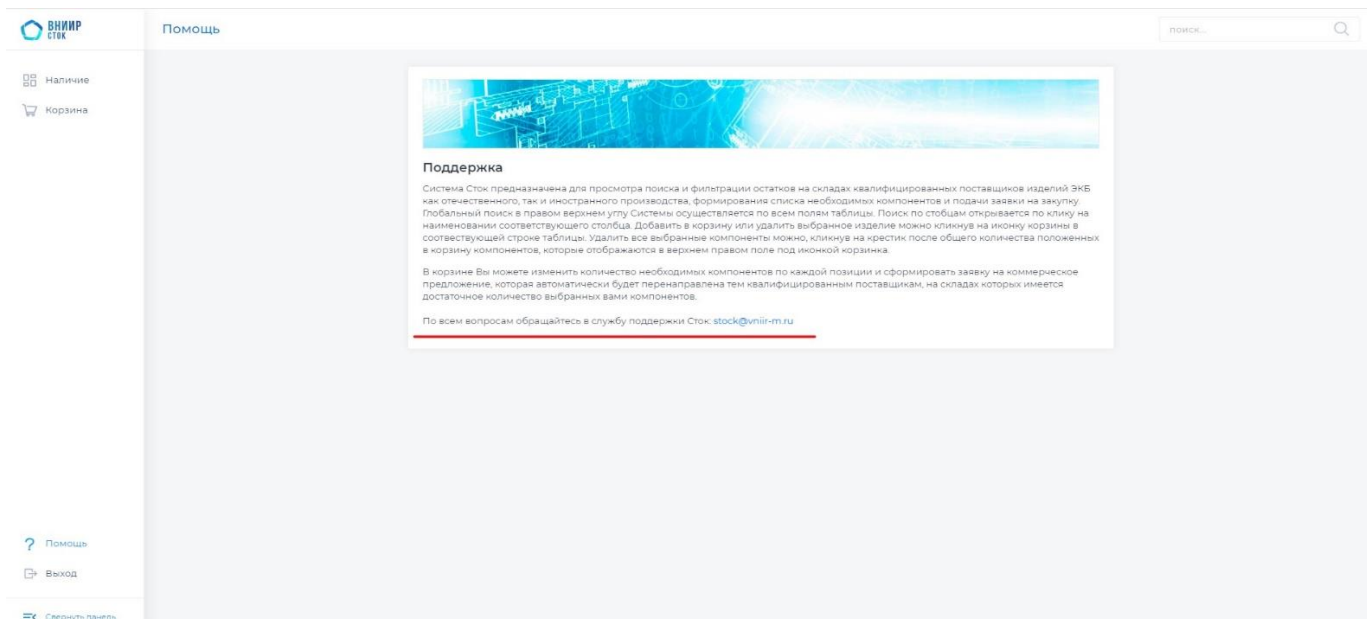 ВНИИР
СТОК
Помощь
поиск...
Наличие
Корзина
Поддержка
Система Сток предназначена для просмотра поиска и фильтрации остатков на складах квалифицированных поставщиков изделий ЭКБ
как отечественного, так и иностранного производства, формирования списка необходимых компонентов и подачи заявки на закупку.
Глобальный поиск в правом верхнем углу Системы осуществляется по всем полям таблицы. Поиск по стобцам открывается по клику на
наименовании соответствующего столбца. Добавить в корзину или удалить выбранное изделие можно кликнув на иконку корзины в
соотвествующей строке таблицы. Удалить все выбранные компоненты можно, кликнув на крестик после общего количества положенных
в корзину компонентов, которые отображаются в верхнем правом поле под иконкой корзинка.
В корзине Вы можете изменить количество необходимых компонентов по каждой позиции и сформировать заявку на коммерческое
предложение, которая автоматически будет перенаправлена тем квалифицированным поставщикам, на складах которых имеется
достаточное количество выбранных вами компонентов.
По всем вопросам обращайтесь в службу поддержки Сток: stock@vniir-m.ru
Помощь
Выход
Свернуть панель